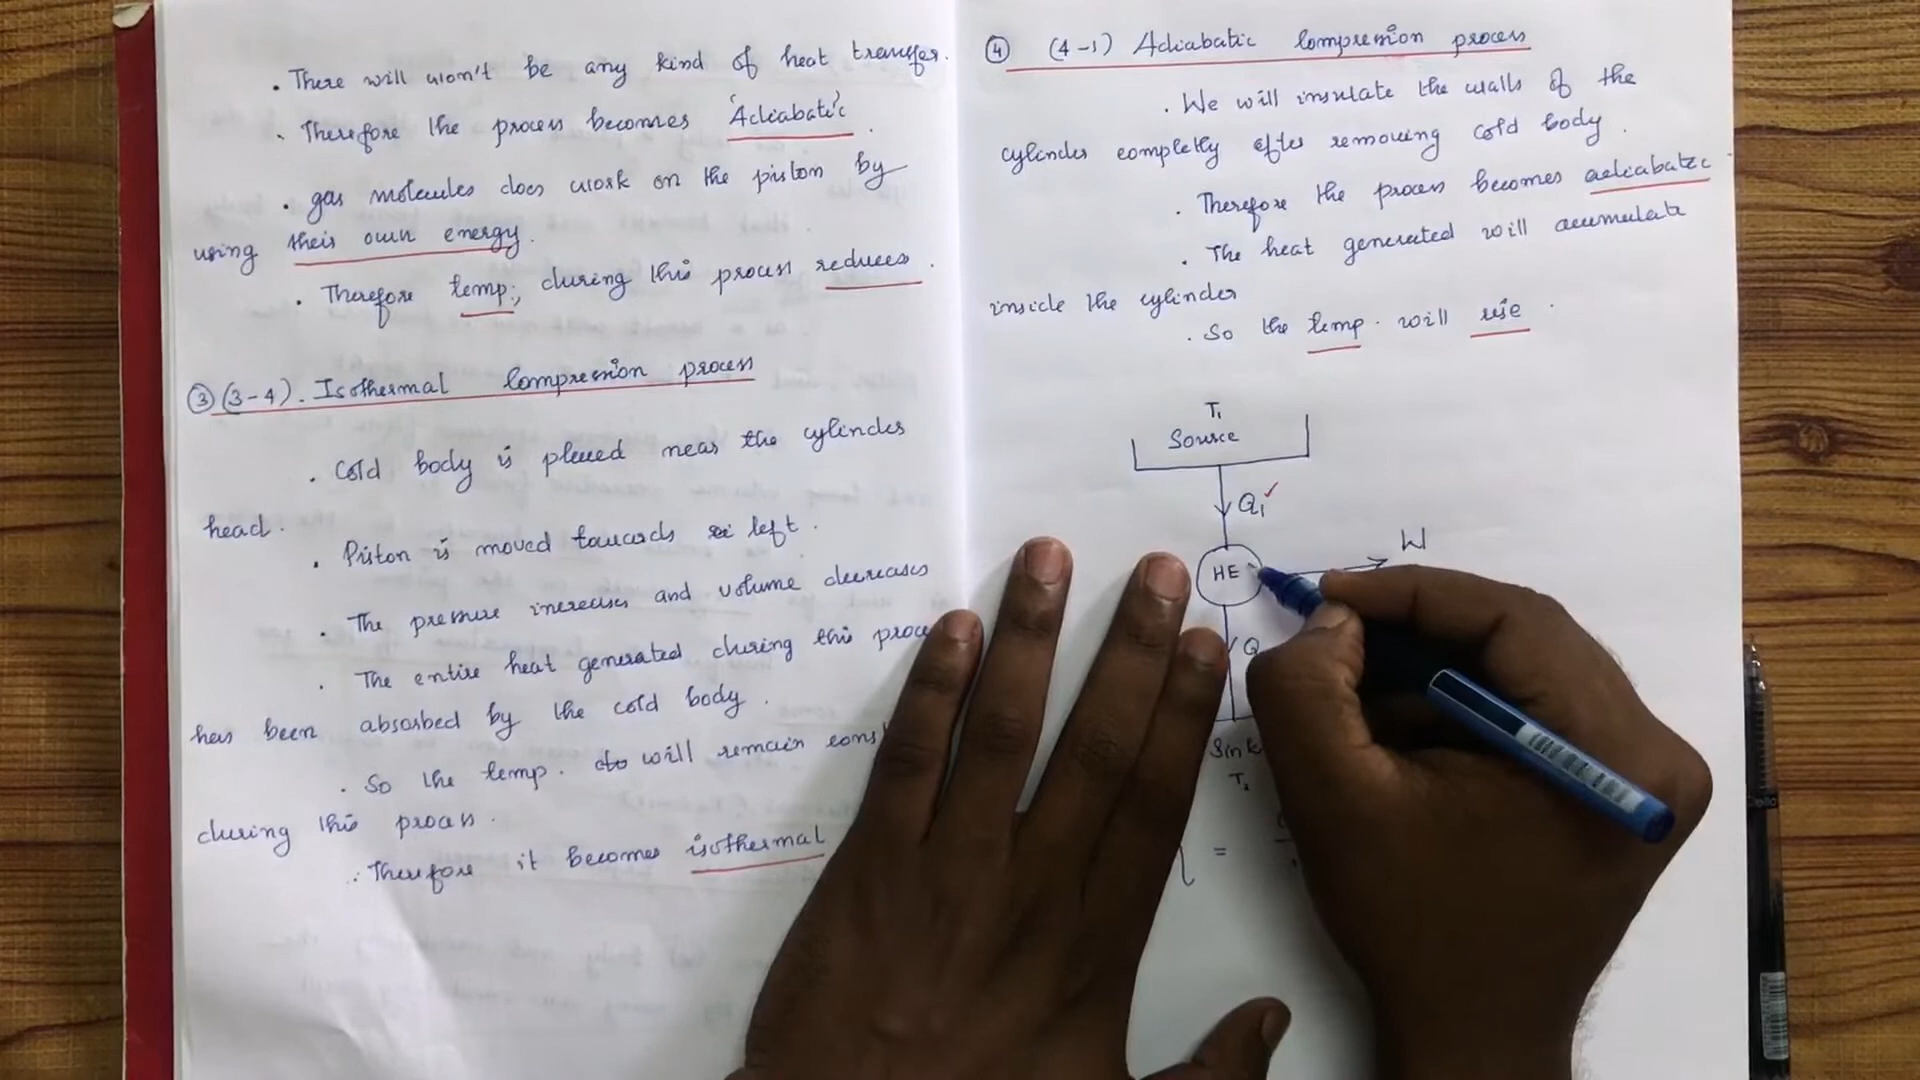 . There will won't be any kind of heat transfer.
. Therefore the process becomes 'Adiabatic'.
. gas molecules does work on the piston by
using their own energy.
. Therefore temp:, during this process reduces.
③ (3-4). Isothermal Compression process
. Cold body is placed near the cylinder
head.
. Piston is moved towards left.
. The pressure increases and volume decreases
. The entire heat generated during this proce
has been absorbed by the cold body.
. So the temp. will remain cons
during this process.
∴ Therefore it becomes isothermal
④ (4-1) Adiabatic Compression process
. We will insulate the walls of the
cylinder completly after removing cold body.
. Therefore the process becomes adiabatic.
. The heat generated will accumulate
inside the cylinder
. So the temp. will rise.
T₁
Source
Q₁ ✓
W
HE
Q
Sink
T₂
η =